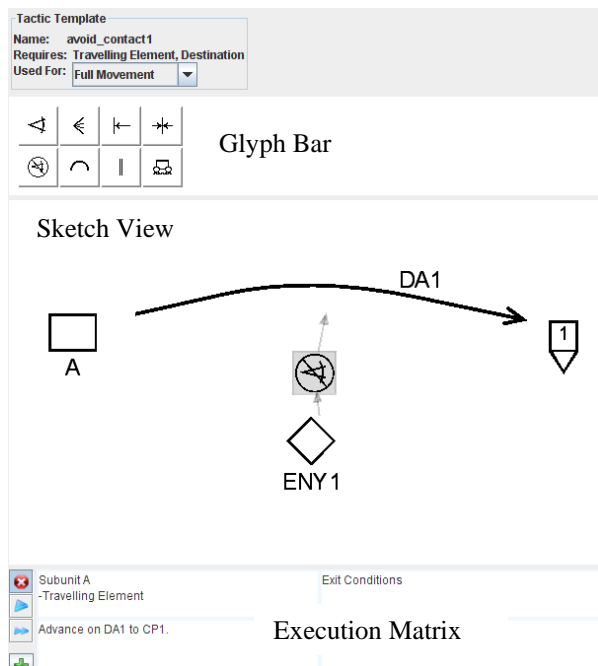 Tactic Template
Name: avoid_contact1
Requires: Travelling Element, Destination
Used For: Full Movement
Glyph Bar
Sketch View
DA1
A
1
ENY1
Subunit A
-Travelling Element
Exit Conditions
Advance on DA1 to CP1.
Execution Matrix